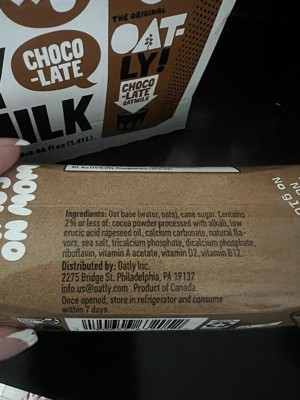 THE ORIGINAL
OAT-
LY!
CHOCO
-LATE
OATMILK
CHOCO
-LATE
MILK
Ingredients: Oat base (water, oats), cane sugar. Contains
2% or less of: cocoa powder processed with alkali, low
erucic acid rapeseed oil, calcium carbonate, natural fla-
vors, sea salt, tricalcium phosphate, dicalcium phosphate,
riboflavin, vitamin A acetate, vitamin D2, vitamin B12.
Distributed by: Oatly Inc.
2275 Bridge St. Philadelphia, PA 19137
info.us@oatly.com . Product of Canada.
Once opened, store in refrigerator and consume
within 7 days.